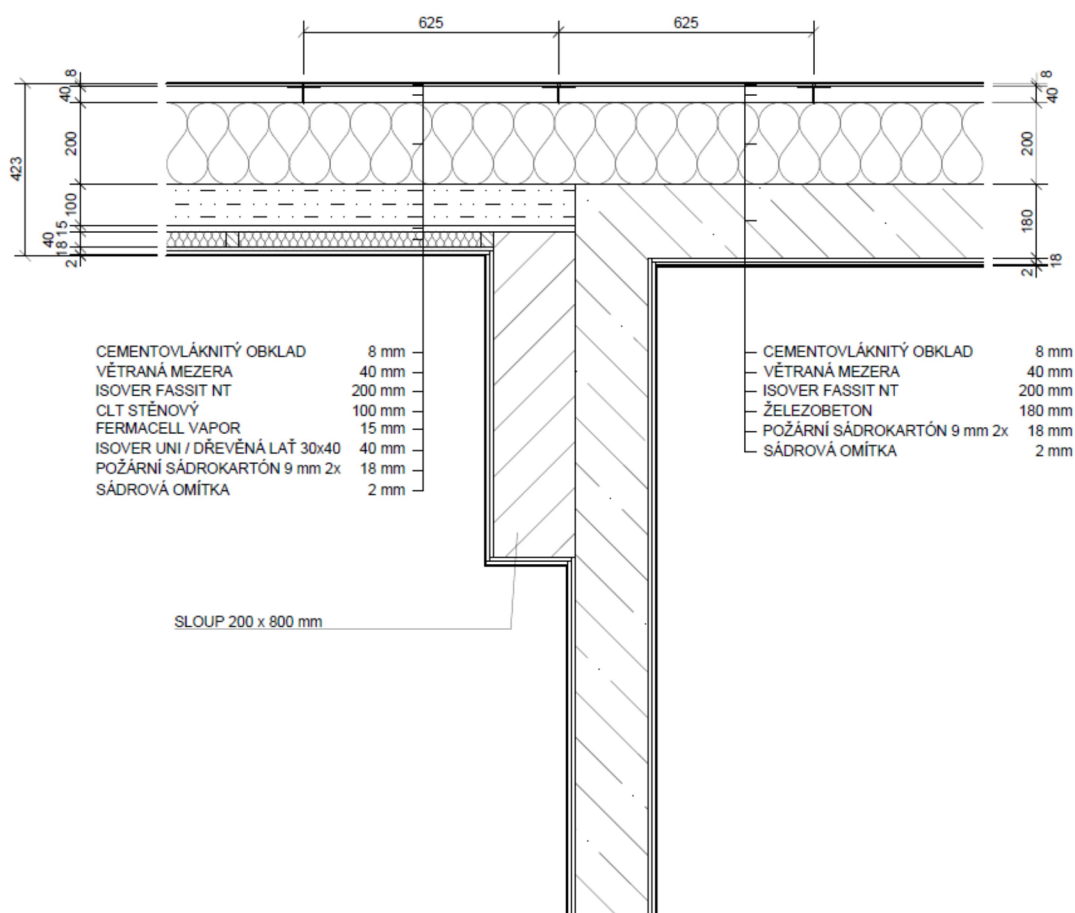 625 625
8
40
200
100
15
40
18
2
423
8
40
200
180
18
2
CEMENTOVLÁKNITÝ OBKLAD 8 mm
VĚTRANÁ MEZERA 40 mm
ISOVER FASSIT NT 200 mm
CLT STĚNOVÝ 100 mm
FERMACELL VAPOR 15 mm
ISOVER UNI / DŘEVĚNÁ LAŤ 30x40 40 mm
POŽÁRNÍ SÁDROKARTÓN 9 mm 2x 18 mm
SÁDROVÁ OMÍTKA 2 mm
CEMENTOVLÁKNITÝ OBKLAD 8 mm
VĚTRANÁ MEZERA 40 mm
ISOVER FASSIT NT 200 mm
ŽELEZOBETON 180 mm
POŽÁRNÍ SÁDROKARTÓN 9 mm 2x 18 mm
SÁDROVÁ OMÍTKA 2 mm
SLOUP 200 x 800 mm